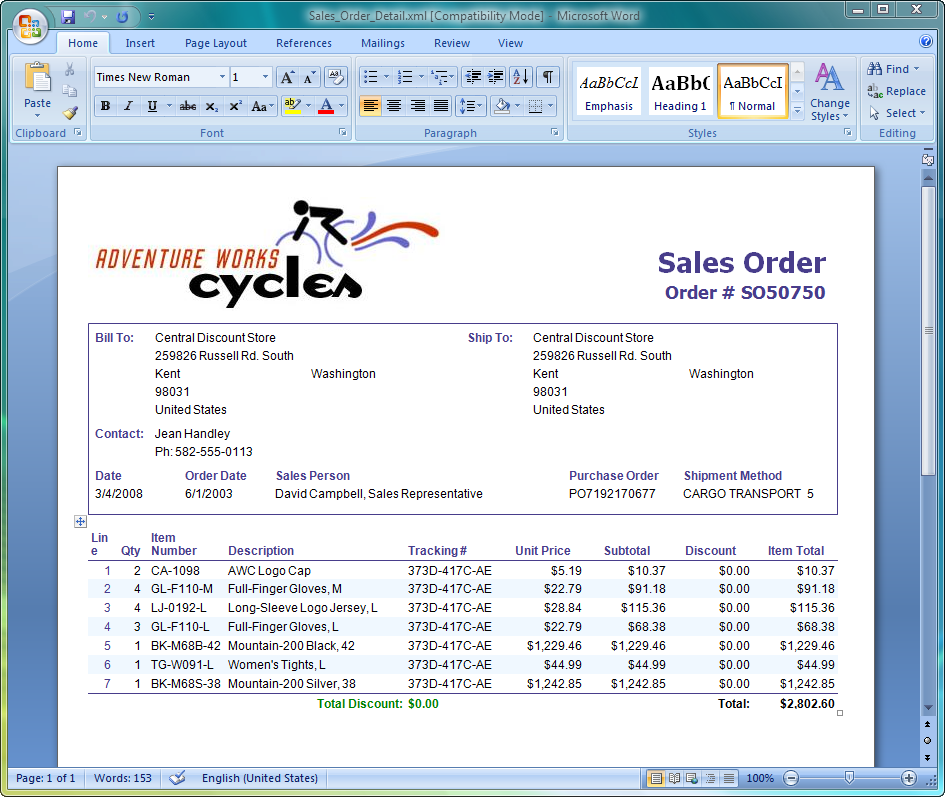 Sales_Order_Detail.xml [Compatibility Mode] - Microsoft Word
Home Insert Page Layout References Mailings Review View
Times New Roman 1
Paste
B I U abc x₂ x² Aa ab A
AaBbCcI AaBb( AaBbCcI
Emphasis Heading 1 ¶ Normal
Change Styles
Find
Replace
Select
Clipboard Font Paragraph Styles Editing
ADVENTURE WORKS
cycles
Sales Order
Order # SO50750
Bill To: Central Discount Store Ship To: Central Discount Store
259826 Russell Rd. South 259826 Russell Rd. South
Kent Washington Kent Washington
98031 98031
United States United States
Contact: Jean Handley
Ph: 582-555-0113
Date Order Date Sales Person Purchase Order Shipment Method
3/4/2008 6/1/2003 David Campbell, Sales Representative PO7192170677 CARGO TRANSPORT 5
Lin Item
e Qty Number Description Tracking # Unit Price Subtotal Discount Item Total
1 2 CA-1098 AWC Logo Cap 373D-417C-AE $5.19 $10.37 $0.00 $10.37
2 4 GL-F110-M Full-Finger Gloves, M 373D-417C-AE $22.79 $91.18 $0.00 $91.18
3 4 LJ-0192-L Long-Sleeve Logo Jersey, L 373D-417C-AE $28.84 $115.36 $0.00 $115.36
4 3 GL-F110-L Full-Finger Gloves, L 373D-417C-AE $22.79 $68.38 $0.00 $68.38
5 1 BK-M68B-42 Mountain-200 Black, 42 373D-417C-AE $1,229.46 $1,229.46 $0.00 $1,229.46
6 1 TG-W091-L Women's Tights, L 373D-417C-AE $44.99 $44.99 $0.00 $44.99
7 1 BK-M68S-38 Mountain-200 Silver, 38 373D-417C-AE $1,242.85 $1,242.85 $0.00 $1,242.85
Total Discount: $0.00 Total: $2,802.60
Page: 1 of 1 Words: 153 English (United States) 100%